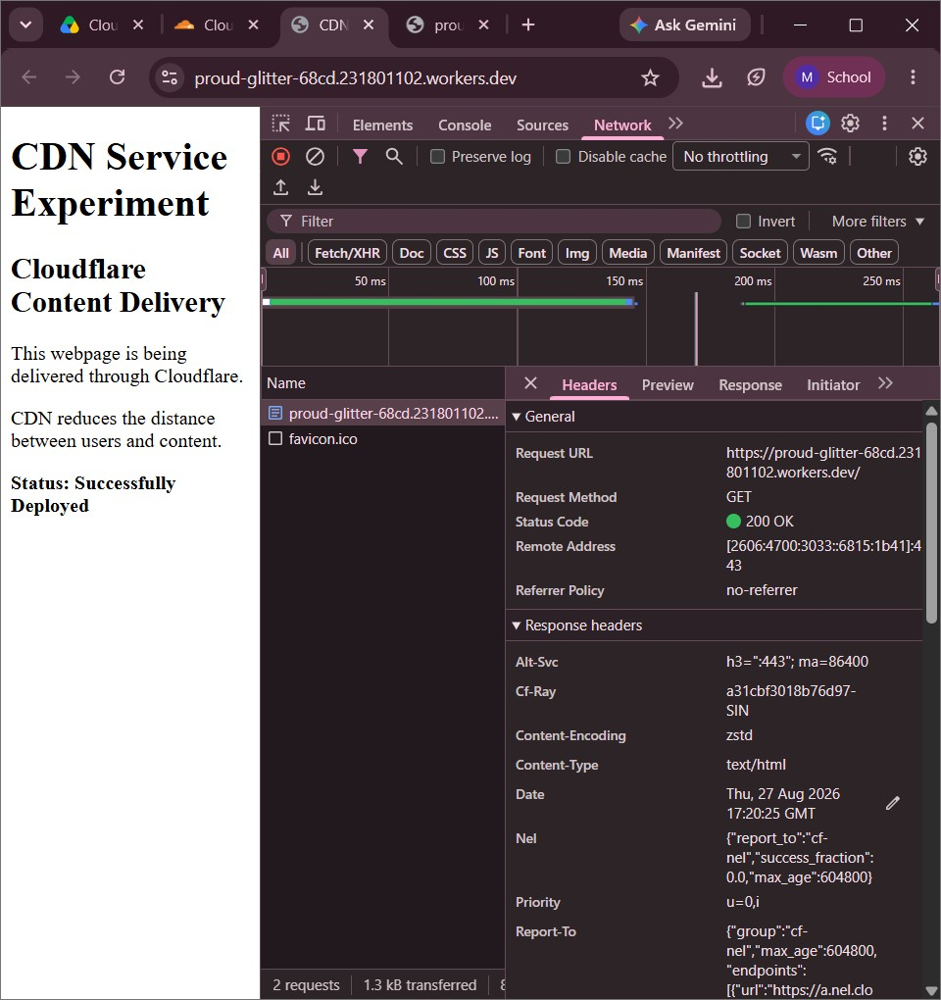 Clou
Clou
CDN
prou
Ask Gemini
proud-glitter-68cd.231801102.workers.dev
M
School
CDN Service
Experiment
Cloudflare
Content Delivery
This webpage is being
delivered through Cloudflare.
CDN reduces the distance
between users and content.
Status: Successfully
Deployed
Elements
Console
Sources
Network
Preserve log
Disable cache
No throttling
Filter
Invert
More filters
All
Fetch/XHR
Doc
CSS
JS
Font
Img
Media
Manifest
Socket
Wasm
Other
50 ms
100 ms
150 ms
200 ms
250 ms
Name
proud-glitter-68cd.231801102....
favicon.ico
Headers
Preview
Response
Initiator
General
Request URL
https://proud-glitter-68cd.231
801102.workers.dev/
Request Method
GET
Status Code
200 OK
Remote Address
[2606:4700:3033::6815:1b41]:4
43
Referrer Policy
no-referrer
Response headers
Alt-Svc
h3=":443"; ma=86400
Cf-Ray
a31cbf3018b76d97-
SIN
Content-Encoding
zstd
Content-Type
text/html
Date
Thu, 27 Aug 2026
17:20:25 GMT
Nel
{"report_to":"cf-
nel","success_fraction":
0.0,"max_age":604800}
Priority
u=0,i
Report-To
{"group":"cf-
nel","max_age":604800,
"endpoints":
[{"url":"https://a.nel.clo
2 requests
1.3 kB transferred